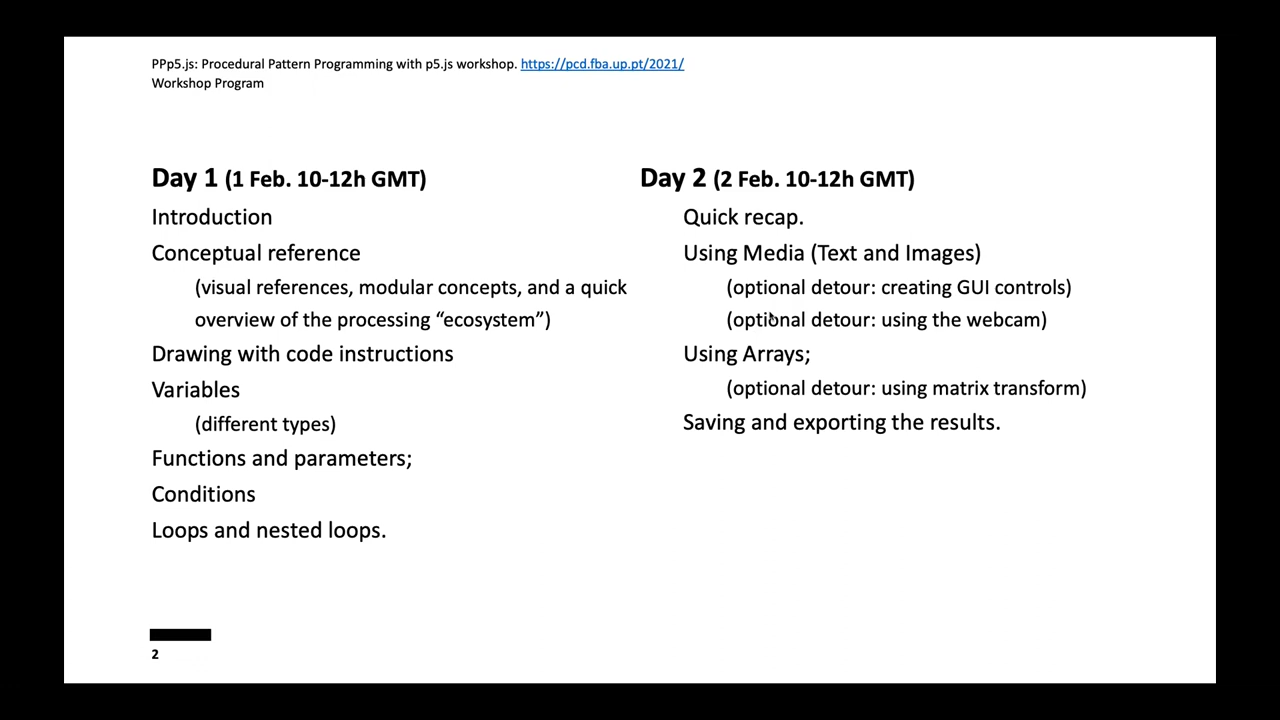 PPp5.js: Procedural Pattern Programming with p5.js workshop. https://pcd.fba.up.pt/2021/
Workshop Program
Day 1 (1 Feb. 10-12h GMT)
Introduction
Conceptual reference
(visual references, modular concepts, and a quick
overview of the processing “ecosystem”)
Drawing with code instructions
Variables
(different types)
Functions and parameters;
Conditions
Loops and nested loops.
Day 2 (2 Feb. 10-12h GMT)
Quick recap.
Using Media (Text and Images)
(optional detour: creating GUI controls)
(optional detour: using the webcam)
Using Arrays;
(optional detour: using matrix transform)
Saving and exporting the results.
2